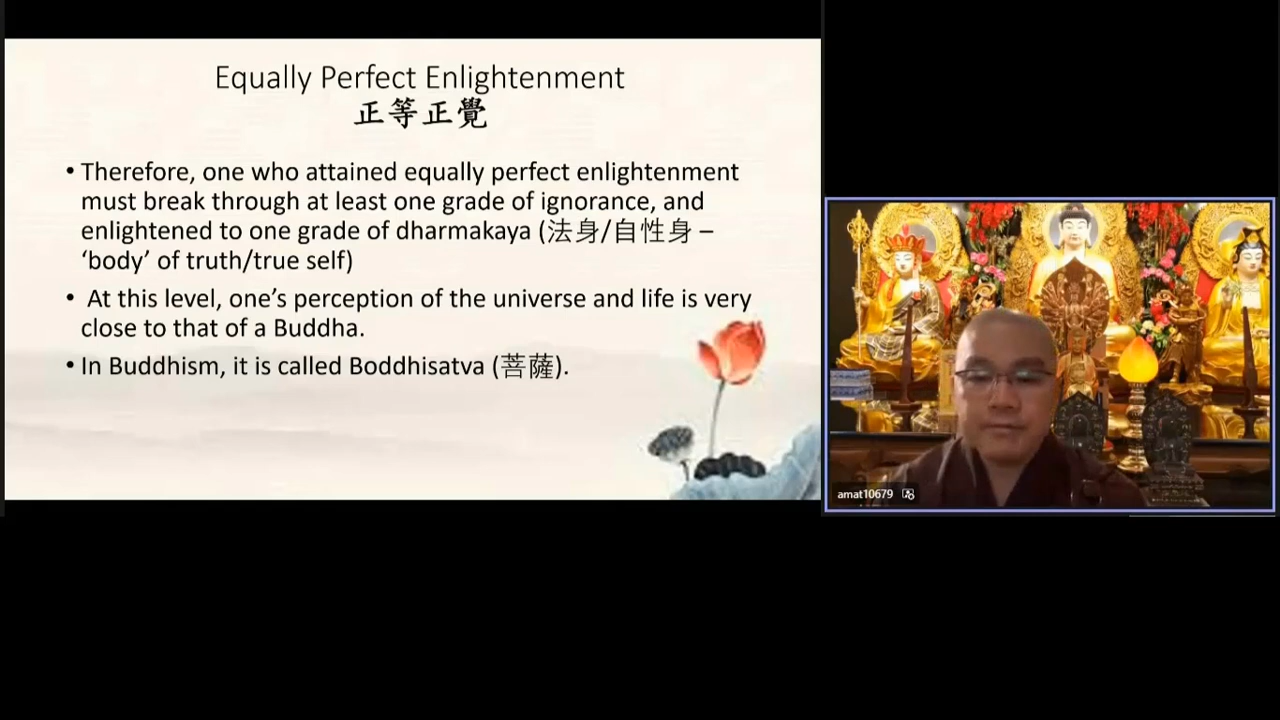 Equally Perfect Enlightenment
正等正覺
• Therefore, one who attained equally perfect enlightenment
must break through at least one grade of ignorance, and
enlightened to one grade of dharmakaya (法身/自性身 –
‘body’ of truth/true self)
• At this level, one’s perception of the universe and life is very
close to that of a Buddha.
• In Buddhism, it is called Boddhisatva (菩薩).
amat10679